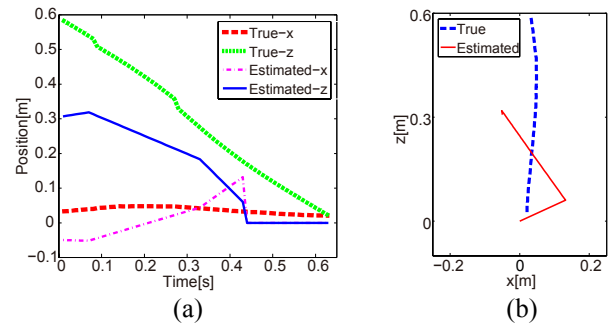 0.6
0.5
0.4
0.3
0.2
0.1
0
−0.1
Position[m]
True−x
True−z
Estimated−x
Estimated−z
0 0.1 0.2 0.3 0.4 0.5 0.6
Time[s]
(a)
0.6
0.3
0
z[m]
True
Estimated
−0.2 0 0.2
x[m]
(b)